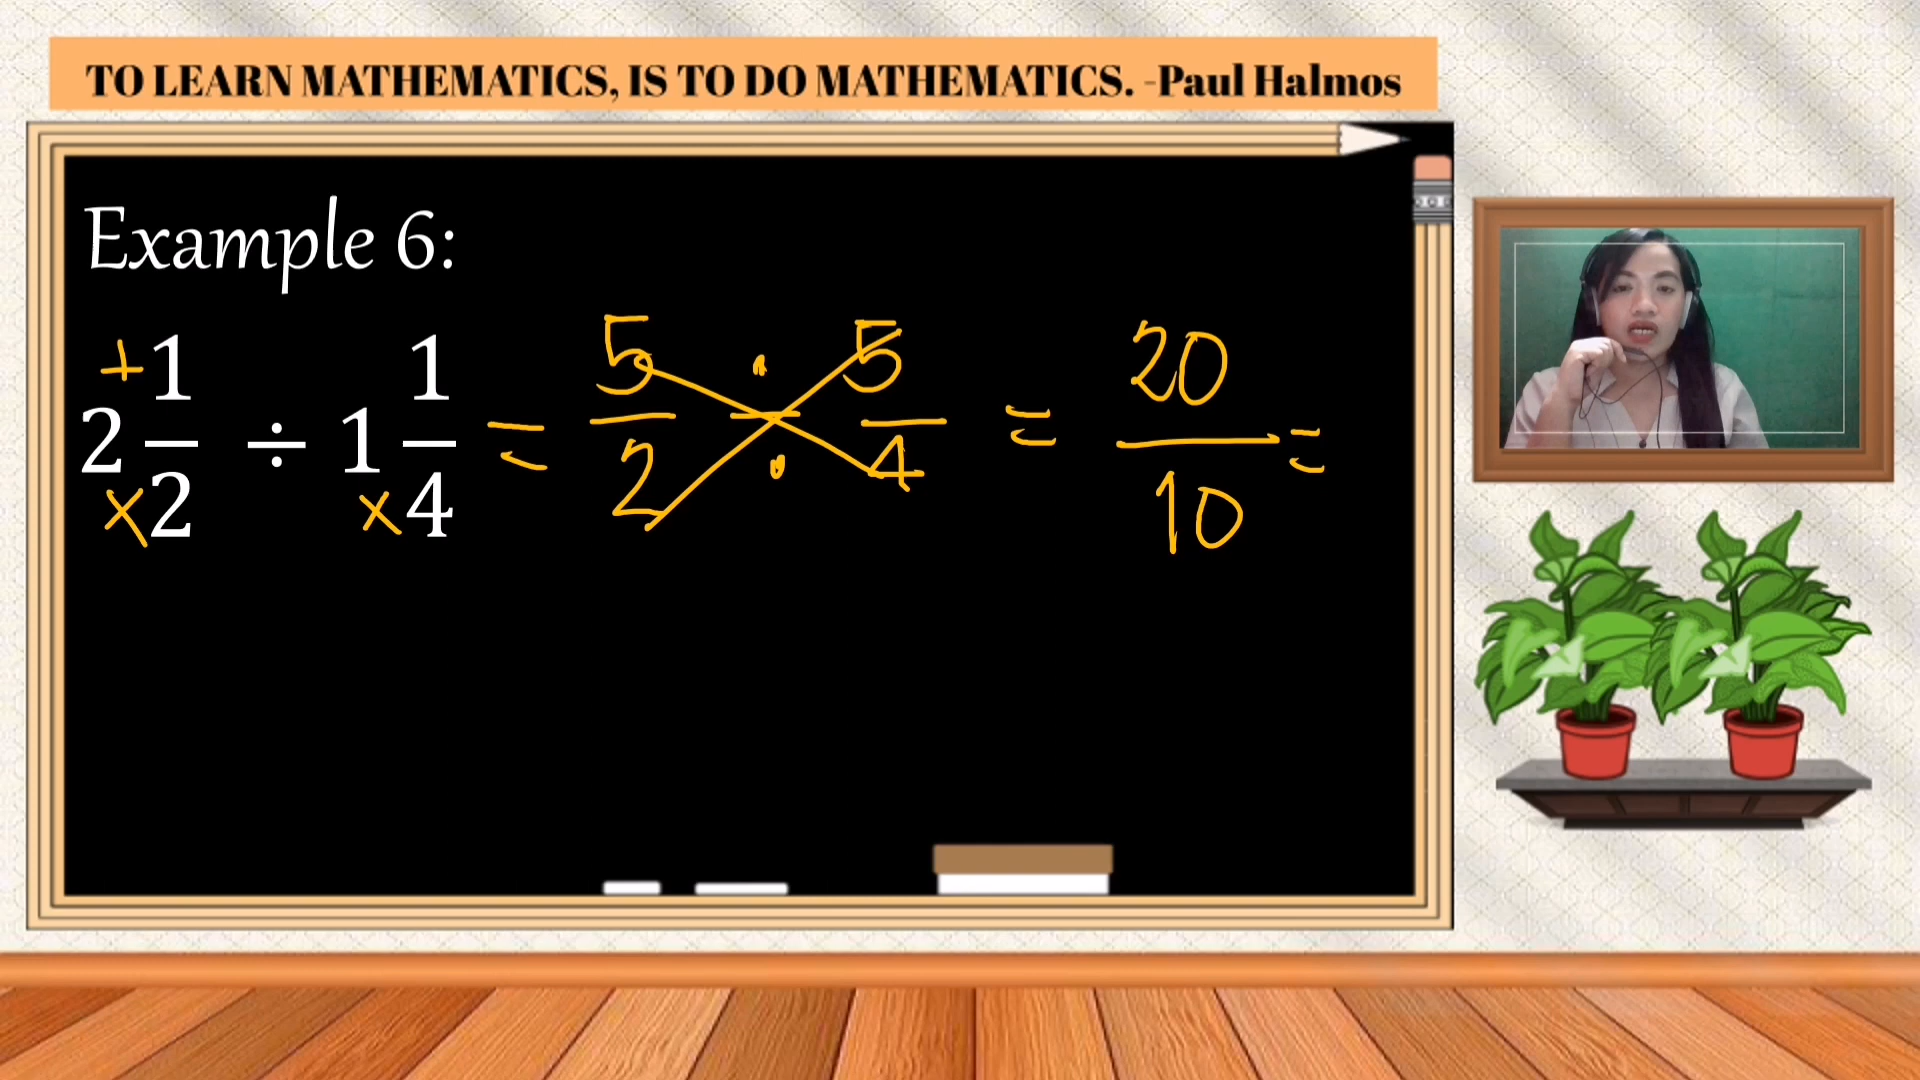 TO LEARN MATHEMATICS, IS TO DO MATHEMATICS. -Paul Halmos
Example 6:
2 +1/×2 ÷ 1 1/×4 = 5/2 ÷ 5/4 = 20/10 =